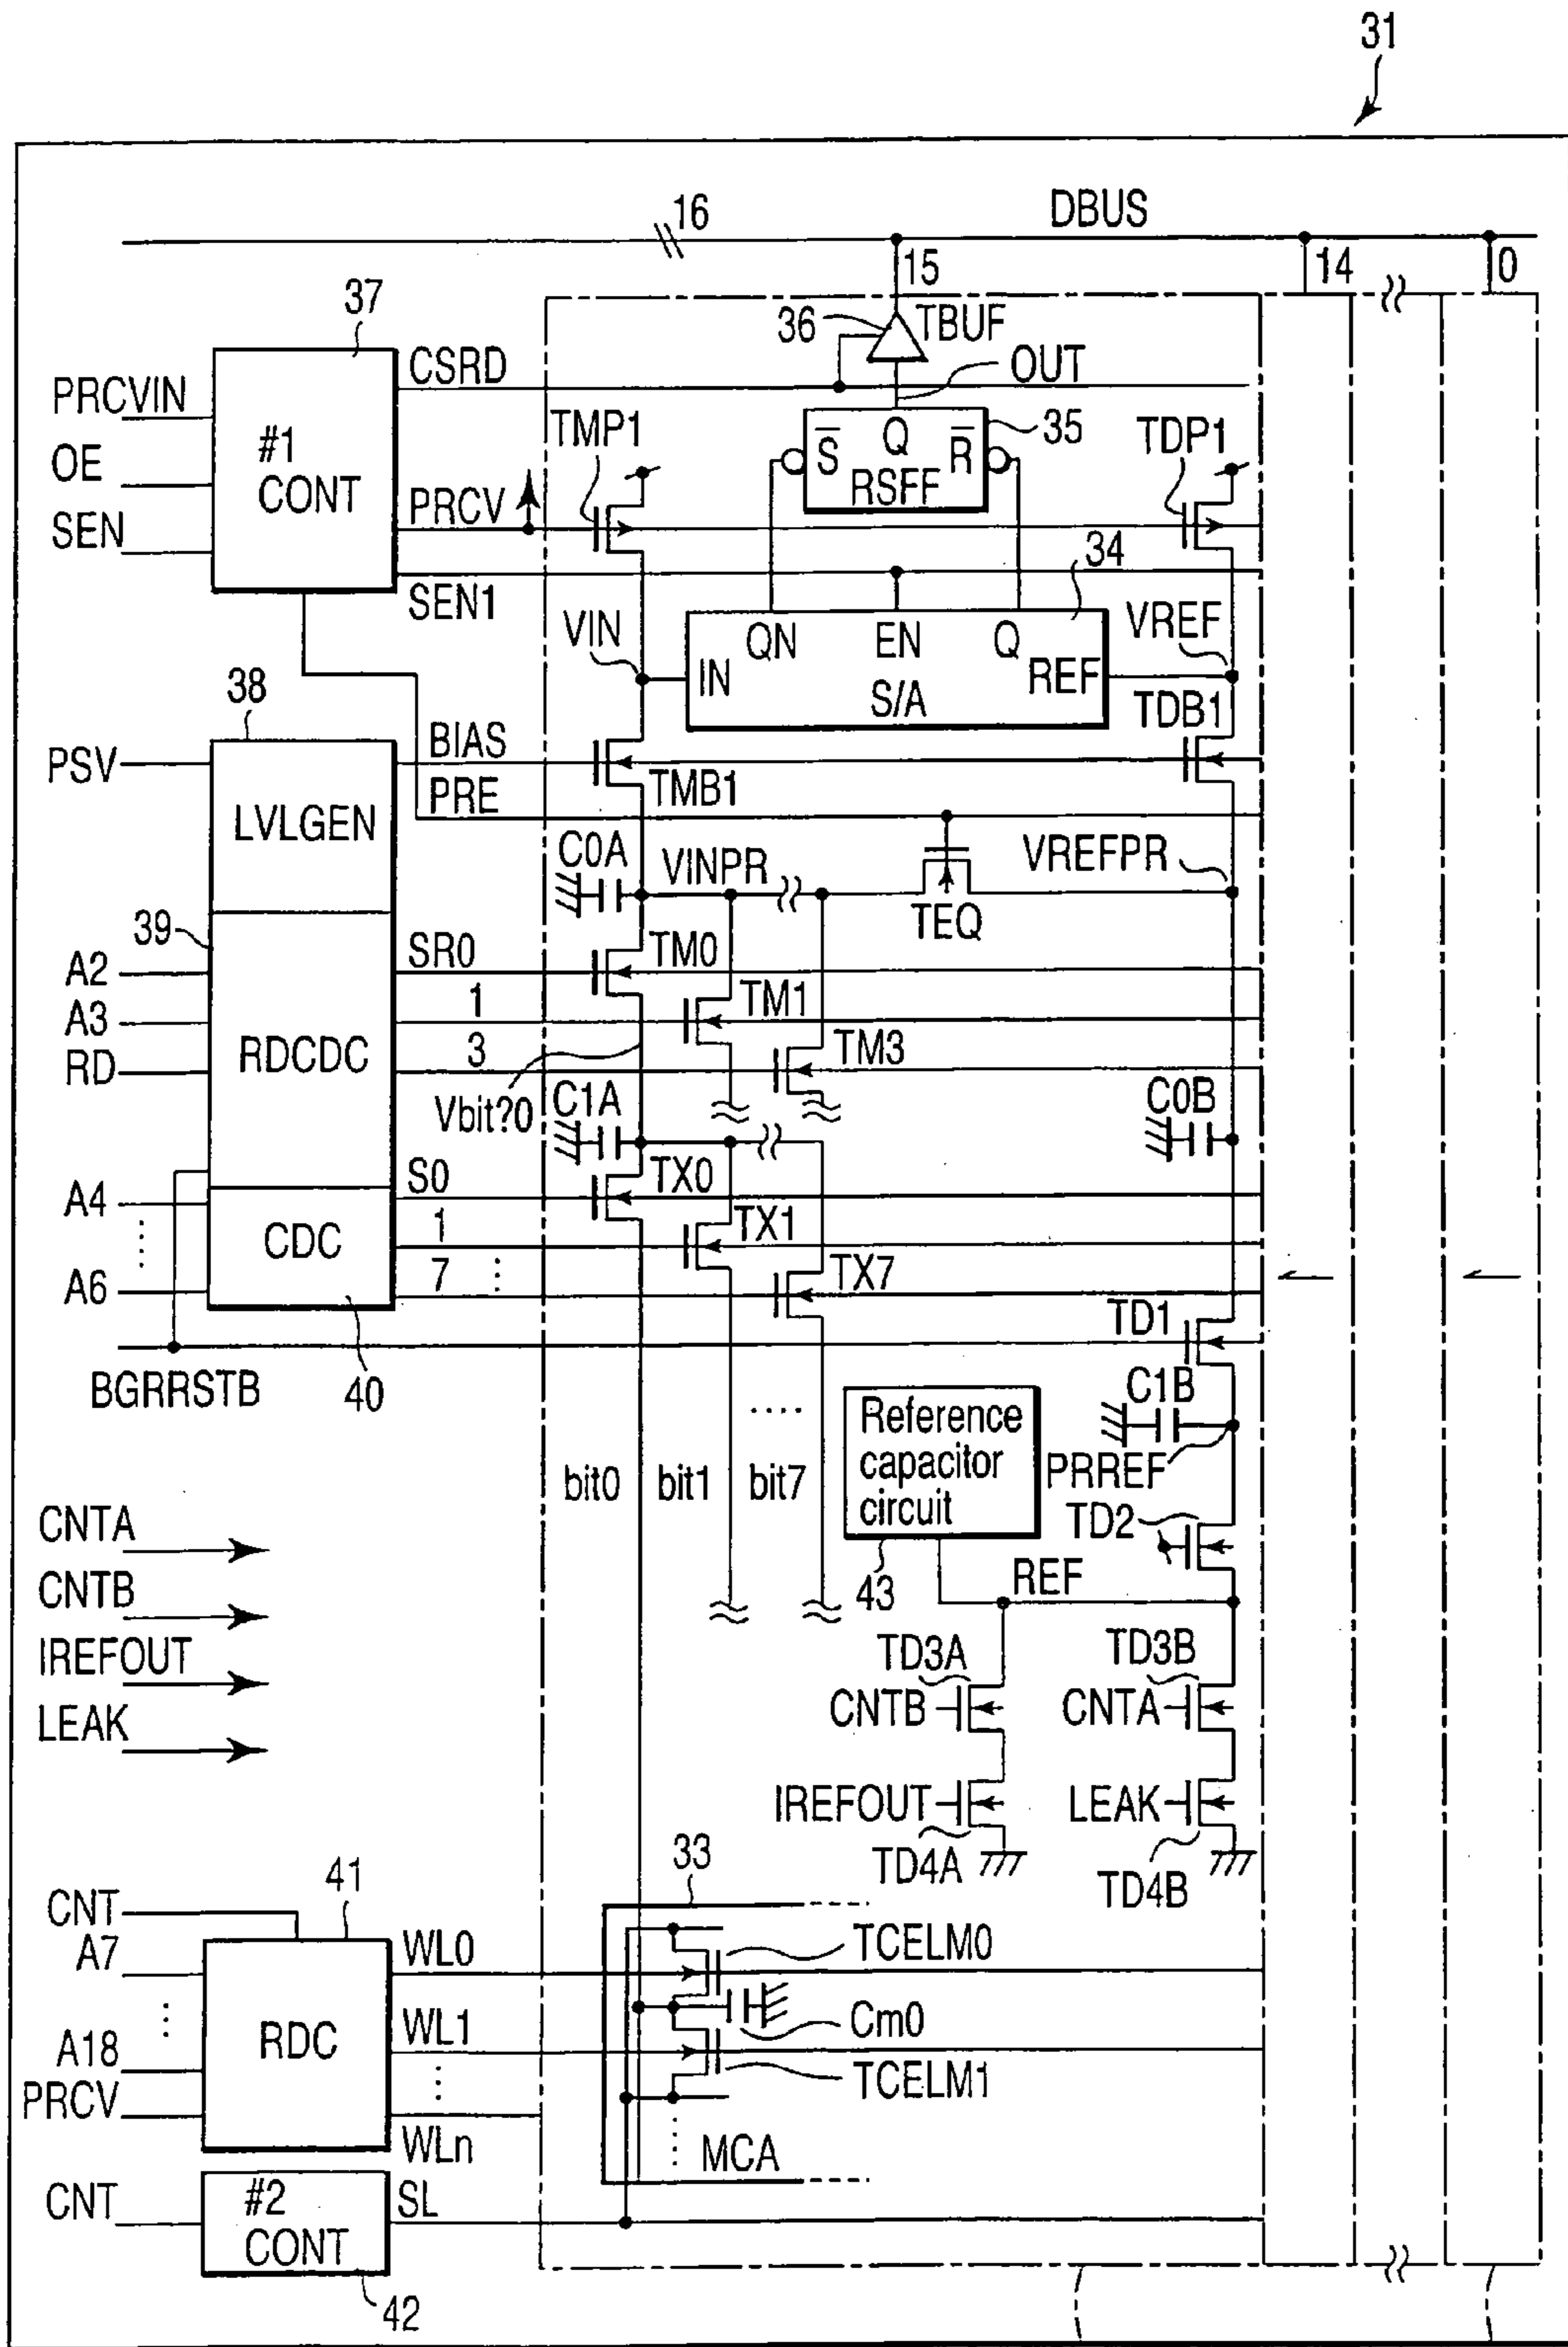 31
16
DBUS
15
14
0
37
36
TBUF
CSRD
OUT
PRCVIN
TMP1
S Q R
35
TDP1
OE
#1
CONT
RSFF
PRCV
SEN
34
SEN1
VIN
QN EN Q
VREF
IN
REF
S/A
38
TDB1
PSV
BIAS
TMB1
PRE
LVLGEN
C0A
VINPR
VREFPR
TEQ
39
A2
SR0
TM0
A3
1
TM1
RD
RDCDC
3
TM3
Vbit?0
C1A
C0B
A4
S0
TX0
CDC
1
TX1
A6
7
TX7
TD1
BGRRSTB
40
C1B
Reference
capacitor
circuit
PRREF
bit0
bit1
bit7
CNTA
TD2
CNTB
43
REF
IREFOUT
TD3A
TD3B
CNTB
CNTA
LEAK
IREFOUT
LEAK
TD4A
TD4B
33
41
CNT
A7
WL0
TCELM0
RDC
WL1
Cm0
A18
TCELM1
PRCV
WLn
MCA
CNT
#2
CONT
SL
42